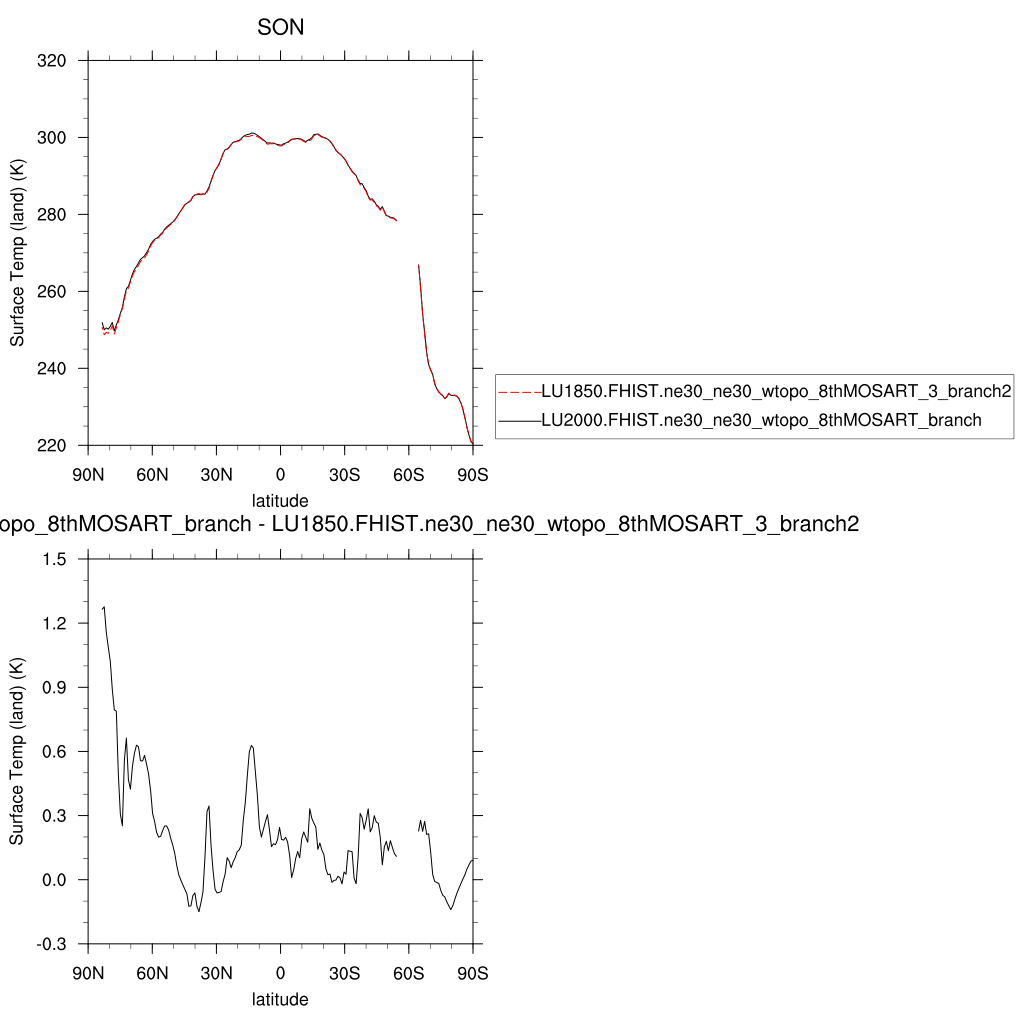 SON
320
300
280
260
240
220
Surface Temp (land) (K)
90N 60N 30N 0 30S 60S 90S
latitude
LU1850.FHIST.ne30_ne30_wtopo_8thMOSART_3_branch2
LU2000.FHIST.ne30_ne30_wtopo_8thMOSART_branch
opo_8thMOSART_branch - LU1850.FHIST.ne30_ne30_wtopo_8thMOSART_3_branch2
1.5
1.2
0.9
0.6
0.3
0.0
-0.3
Surface Temp (land) (K)
90N 60N 30N 0 30S 60S 90S
latitude